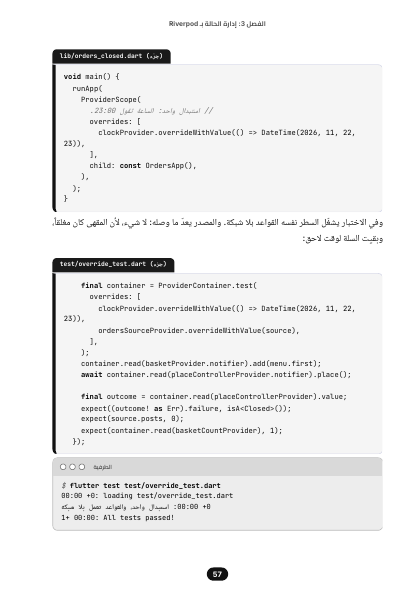 الفصل 3: إدارة الحالة بـ Riverpod
lib/orders_closed.dart (جزء)
void main() {
runApp(
ProviderScope(
// استبدال واحد: الساعة تقول 23:00.
overrides: [
clockProvider.overrideWithValue(() => DateTime(2026, 11, 22,
23)),
],
child: const OrdersApp(),
),
);
}
وفي الاختبار يشغّل السطر نفسه القواعد بلا شبكة. والمصدر يعدّ ما وصله: لا شيء، لأن المقهى كان مغلقاً،
وبقيت السلة لوقت لاحق:
test/override_test.dart (جزء)
final container = ProviderContainer.test(
overrides: [
clockProvider.overrideWithValue(() => DateTime(2026, 11, 22,
23)),
ordersSourceProvider.overrideWithValue(source),
],
);
container.read(basketProvider.notifier).add(menu.first);
await container.read(placeControllerProvider.notifier).place();
final outcome = container.read(placeControllerProvider).value;
expect((outcome! as Err).failure, isA<Closed>());
expect(source.posts, 0);
expect(container.read(basketCountProvider), 1);
});
الطرفية
$ flutter test test/override_test.dart
00:00 +0: loading test/override_test.dart
00:00 +0: استبدال واحد، والقواعد تعمل بلا شبكة
00:00 +1: All tests passed!
57